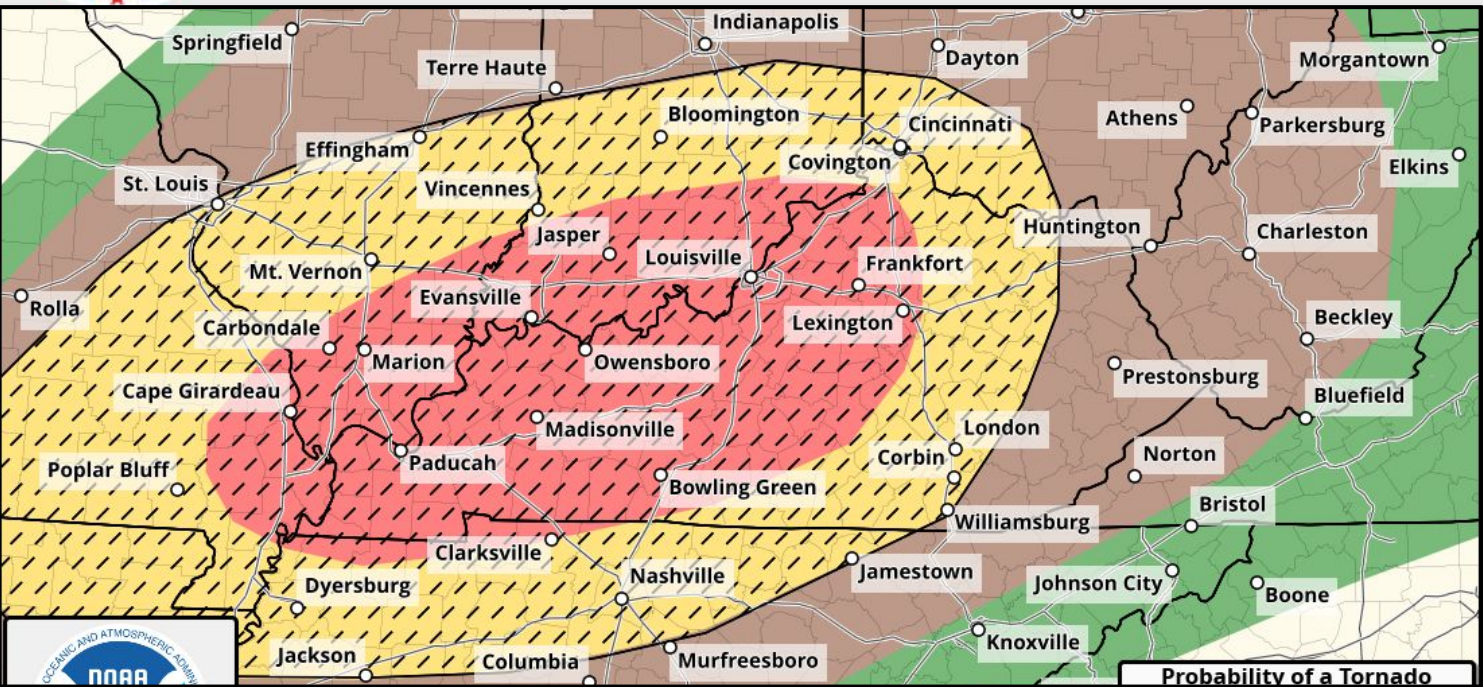 Indianapolis
Springfield
Dayton
Morgantown
Terre Haute
Bloomington
Athens
Cincinnati
Parkersburg
Effingham
Covington
Elkins
St. Louis
Vincennes
Huntington
Charleston
Jasper
Louisville
Frankfort
Mt. Vernon
Evansville
Rolla
Lexington
Beckley
Carbondale
Marion
Owensboro
Prestonsburg
Cape Girardeau
Bluefield
Madisonville
London
Norton
Corbin
Poplar Bluff
Paducah
Bowling Green
Bristol
Williamsburg
Clarksville
Jamestown
Nashville
Johnson City
Dyersburg
Boone
Knoxville
Jackson
Columbia
Murfreesboro
OCEANIC AND ATMOSPHERIC
NOAA
Probability of a Tornado